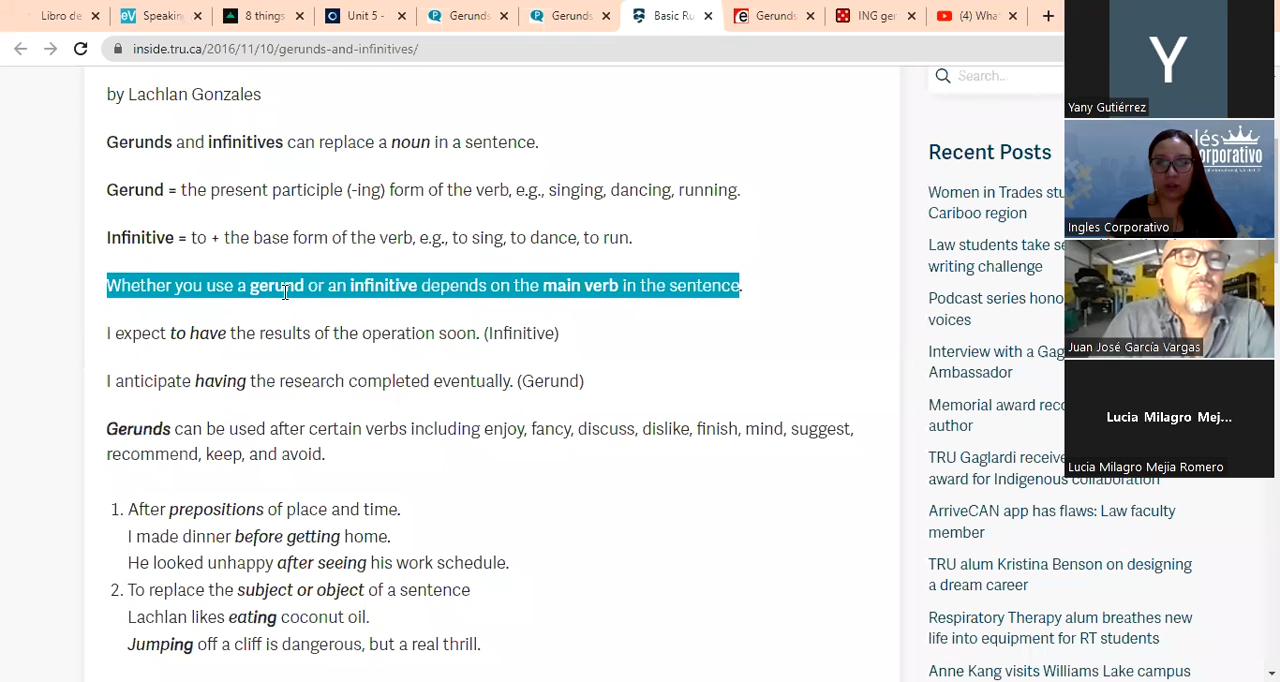 Libro de
Speakin
8 things
Unit 5 -
Gerunds
Gerunds
Basic Ru
Gerunds
ING ger
(4) Wha
inside.tru.ca/2016/11/10/gerunds-and-infinitives/
by Lachlan Gonzales
Gerunds and infinitives can replace a noun in a sentence.
Gerund = the present participle (-ing) form of the verb, e.g., singing, dancing, running.
Infinitive = to + the base form of the verb, e.g., to sing, to dance, to run.
Whether you use a gerund or an infinitive depends on the main verb in the sentence.
I expect to have the results of the operation soon. (Infinitive)
I anticipate having the research completed eventually. (Gerund)
Gerunds can be used after certain verbs including enjoy, fancy, discuss, dislike, finish, mind, suggest,
recommend, keep, and avoid.
1. After prepositions of place and time.
I made dinner before getting home.
He looked unhappy after seeing his work schedule.
2. To replace the subject or object of a sentence
Lachlan likes eating coconut oil.
Jumping off a cliff is dangerous, but a real thrill.
Search..
Recent Posts
Women in Trades stu
Cariboo region
Law students take se
writing challenge
Podcast series hono
voices
Interview with a Gag
Ambassador
Memorial award reco
author
TRU Gaglardi receive
award for Indigenous collaboration
ArriveCAN app has flaws: Law faculty
member
TRU alum Kristina Benson on designing
a dream career
Respiratory Therapy alum breathes new
life into equipment for RT students
Anne Kang visits Williams Lake campus
Y
Yany Gutiérrez
lés
orporativo
Ingles Corporativo
Juan José García Vargas
Lucia Milagro Mej...
Lucia Milagro Mejia Romero